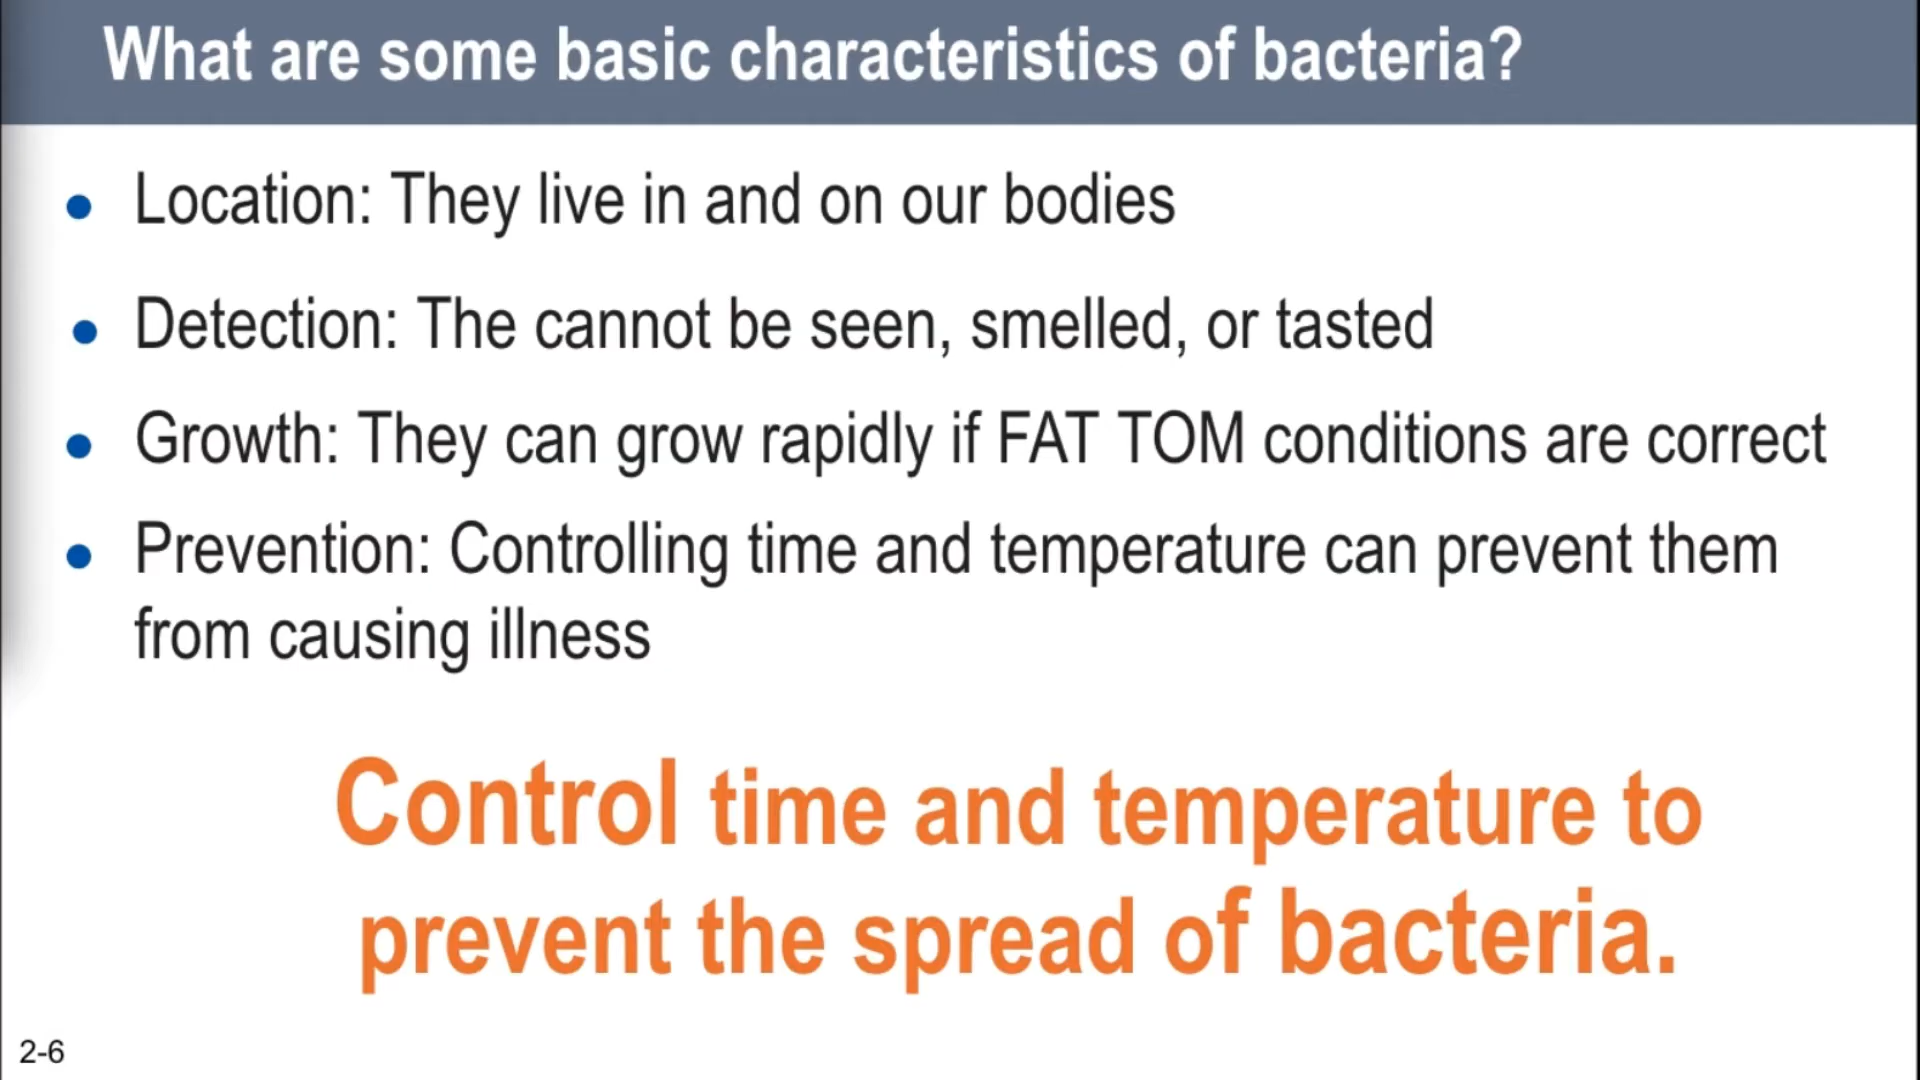 What are some basic characteristics of bacteria?
• Location: They live in and on our bodies
• Detection: The cannot be seen, smelled, or tasted
• Growth: They can grow rapidly if FAT TOM conditions are correct
• Prevention: Controlling time and temperature can prevent them
from causing illness
Control time and temperature to
prevent the spread of bacteria.
2-6